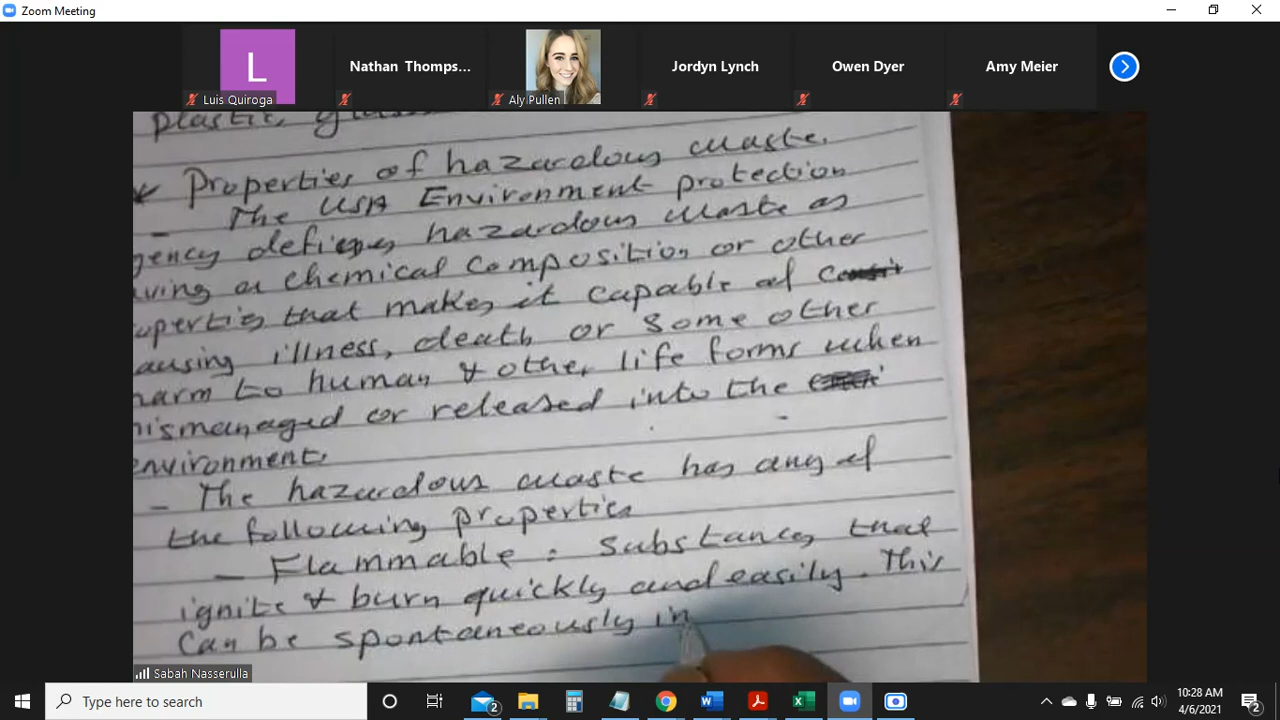 Zoom Meeting
L
Luis Quiroga
Nathan Thomps...
Aly Pullen
Jordyn Lynch
Owen Dyer
Amy Meier
plastic,
Properties of hazardous waste.
- The USA Environment protection
gency defines hazardous waste as
aving a chemical composition or other
operties that makes it capable of
ausing illness, death or some other
harm to human & other life forms when
mismanaged or released into the
environment.
- The hazardous waste has any of
the following properties
- Flammable : Substances that
ignite & burn quickly and easily. This
Can be spontaneously in
Sabah Nasserulla
Type here to search
2
10:28 AM
4/6/2021
2